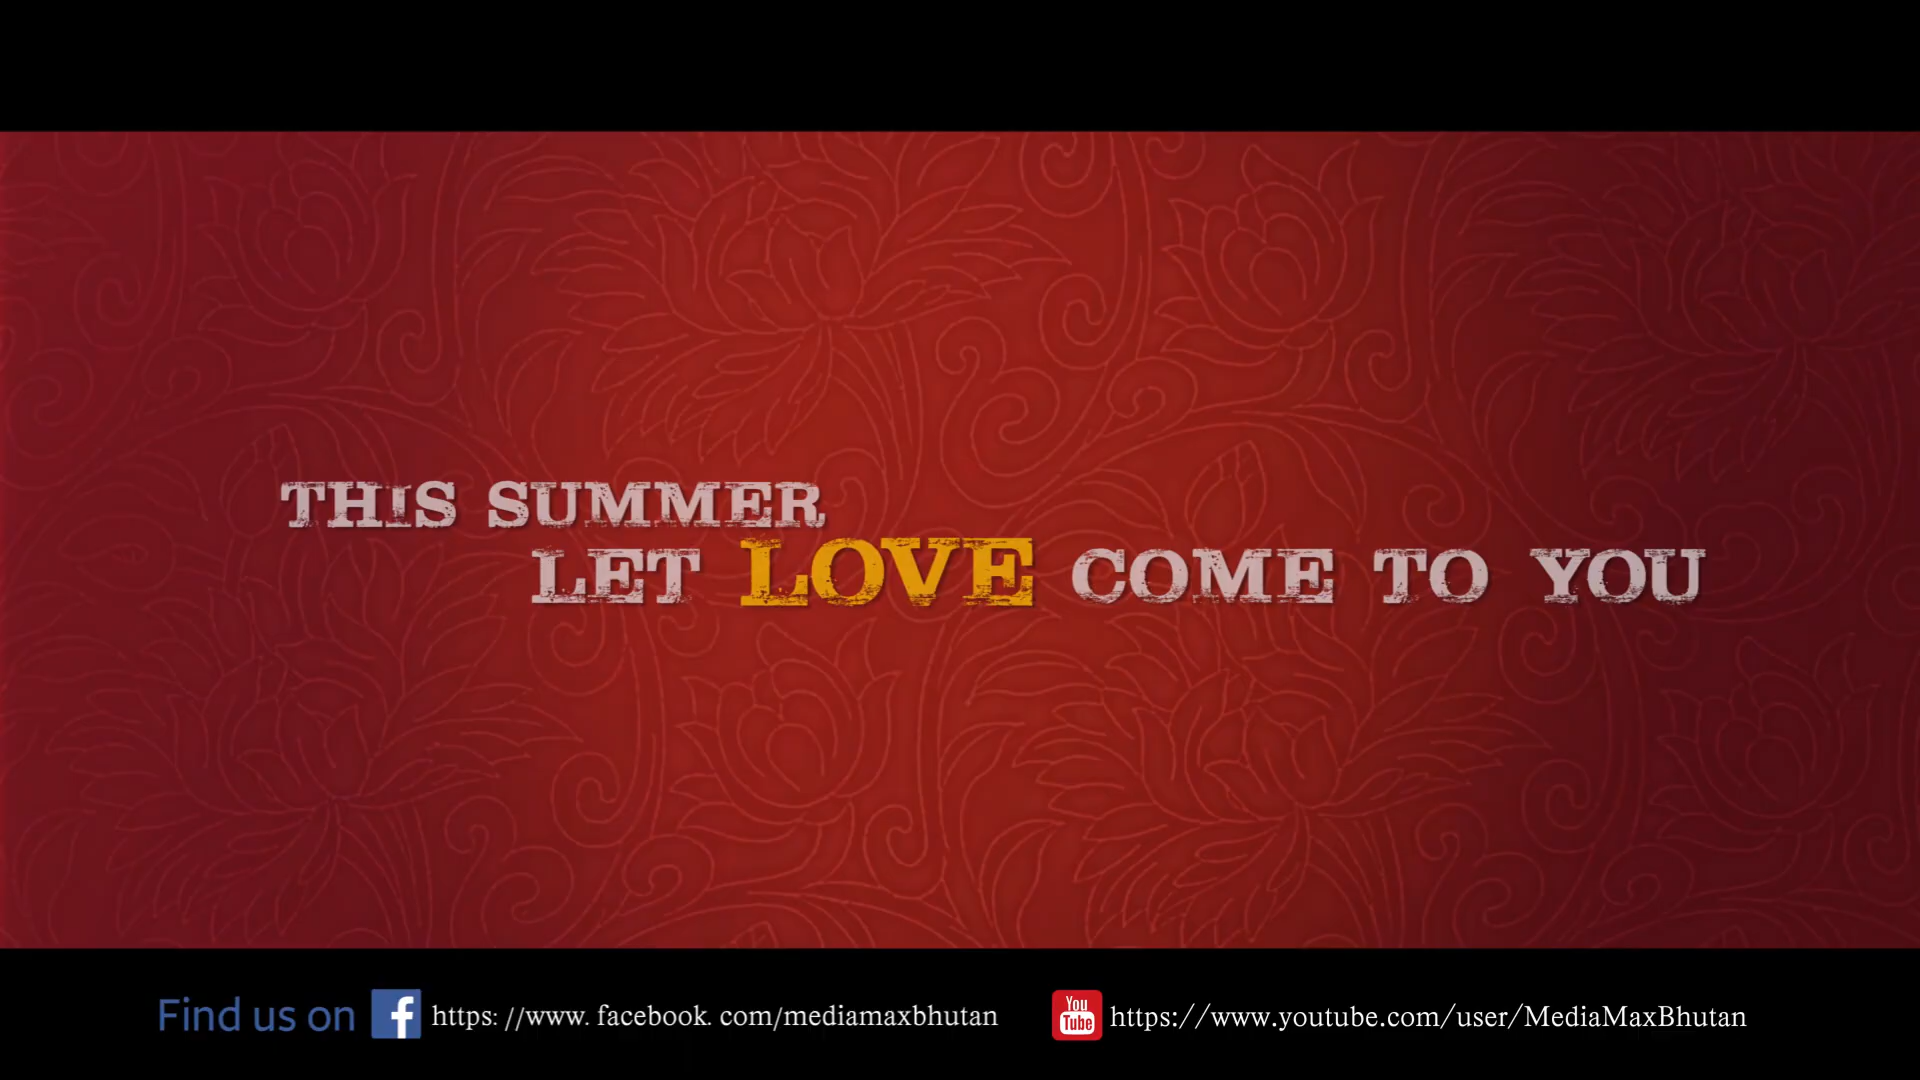 THIS SUMMER
LET LOVE COME TO YOU
Find us on f https: //www. facebook. com/mediamaxbhutan You Tube https://www.youtube.com/user/MediaMaxBhutan